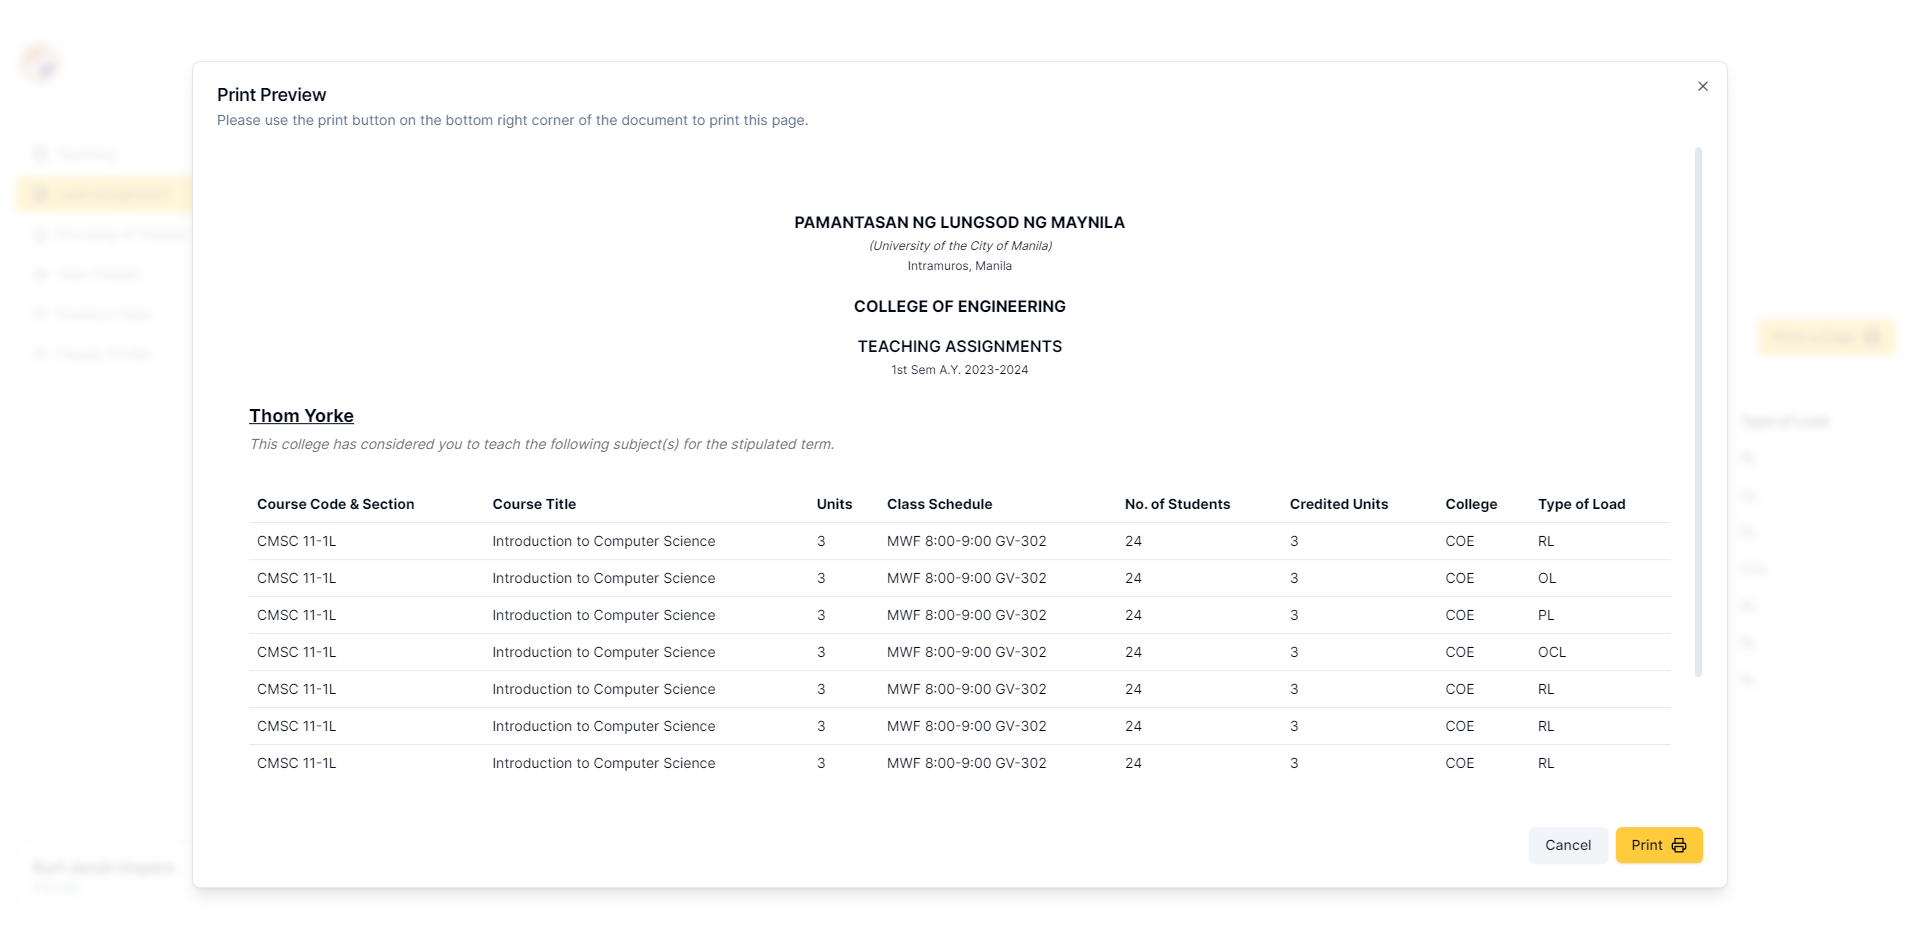 Print Preview
Please use the print button on the bottom right corner of the document to print this page.
PAMANTASAN NG LUNGSOD NG MAYNILA
(University of the City of Manila)
Intramuros, Manila
COLLEGE OF ENGINEERING
TEACHING ASSIGNMENTS
1st Sem A.Y. 2023-2024
Thom Yorke
This college has considered you to teach the following subject(s) for the stipulated term.
Course Code & Section Course Title Units Class Schedule No. of Students Credited Units College Type of Load
CMSC 11-1L Introduction to Computer Science 3 MWF 8:00-9:00 GV-302 24 3 COE RL
CMSC 11-1L Introduction to Computer Science 3 MWF 8:00-9:00 GV-302 24 3 COE OL
CMSC 11-1L Introduction to Computer Science 3 MWF 8:00-9:00 GV-302 24 3 COE PL
CMSC 11-1L Introduction to Computer Science 3 MWF 8:00-9:00 GV-302 24 3 COE OCL
CMSC 11-1L Introduction to Computer Science 3 MWF 8:00-9:00 GV-302 24 3 COE RL
CMSC 11-1L Introduction to Computer Science 3 MWF 8:00-9:00 GV-302 24 3 COE RL
CMSC 11-1L Introduction to Computer Science 3 MWF 8:00-9:00 GV-302 24 3 COE RL
Cancel Print